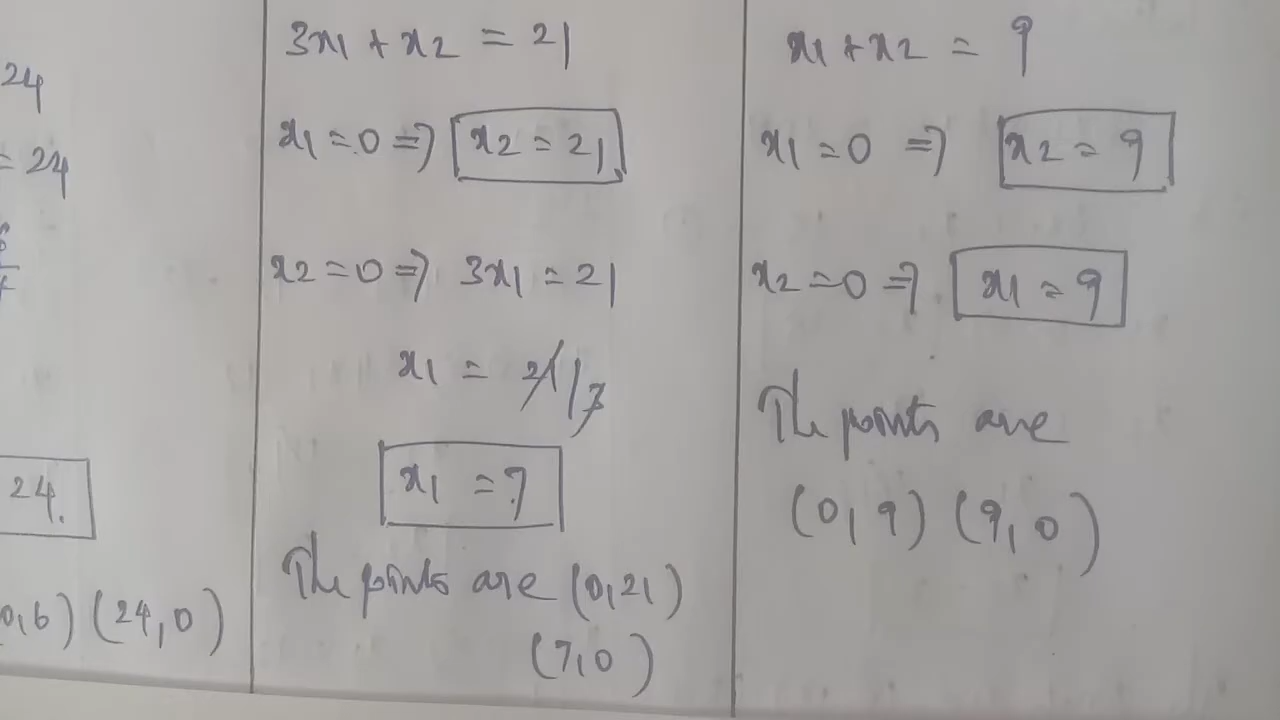 24
= 24
24.
0,6) (24,0)
3x1 + x2 = 21
x1 = 0 ⇒ x2 = 21
x2 = 0 ⇒ 3x1 = 21
x1 = 21/3
x1 = 7
The points are (0,21)
(7,0)
x1 + x2 = 9
x1 = 0 ⇒ x2 = 9
x2 = 0 ⇒ x1 = 9
The points are
(0,9) (9,0)